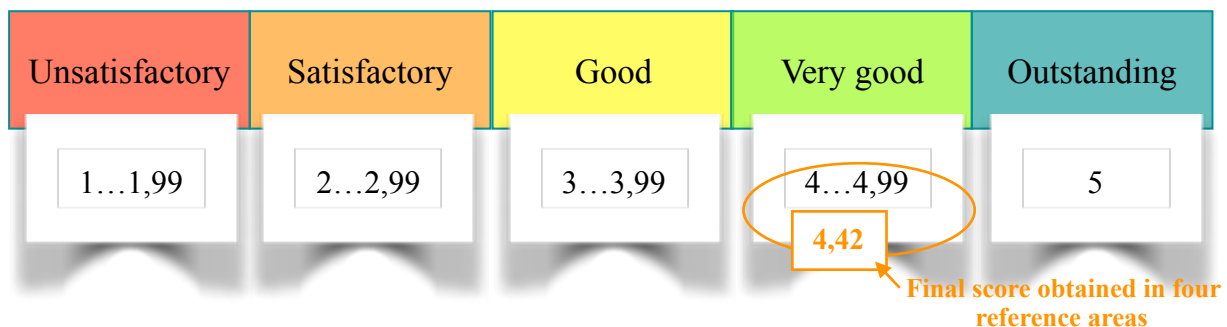 Unsatisfactory Satisfactory Good Very good Outstanding
1…1,99 2…2,99 3…3,99 4…4,99 5
4,42
Final score obtained in four
reference areas